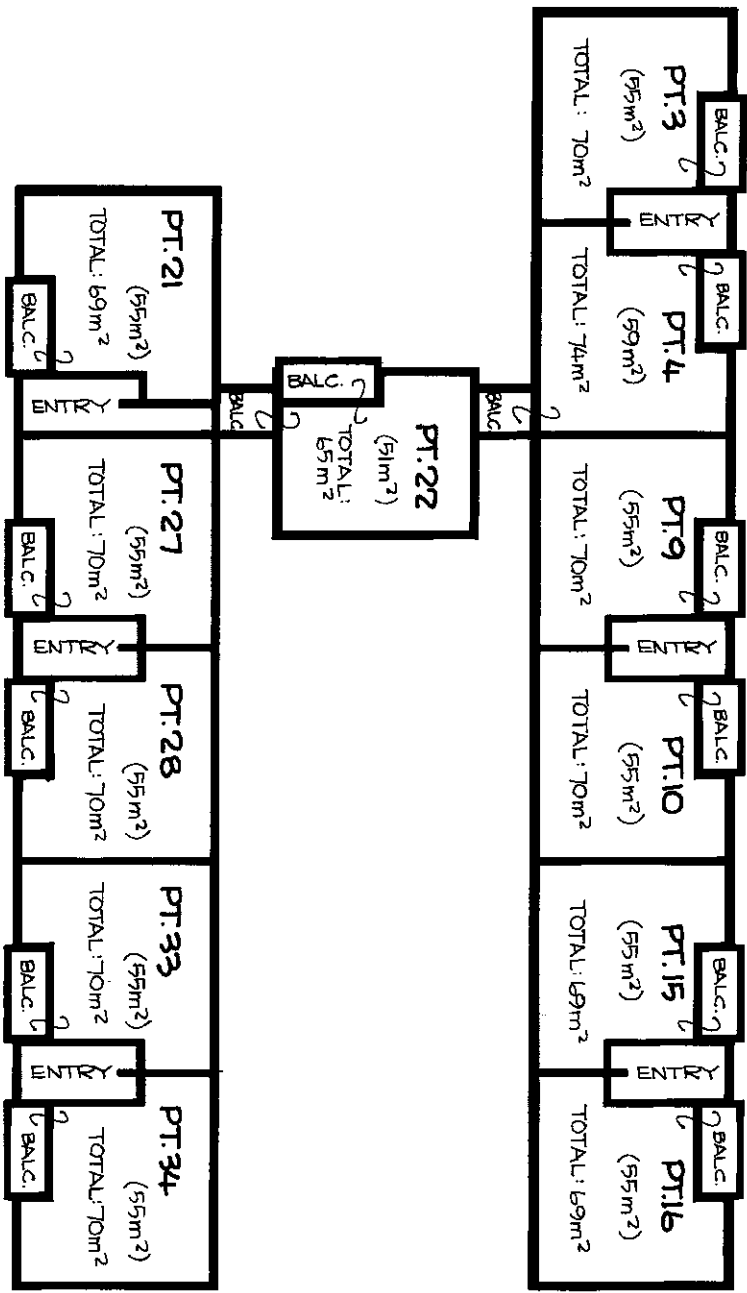 BALC.
PT.3
(55m²)
TOTAL: 70m²
ENTRY
BALC.
PT.4
(59m²)
TOTAL: 74m²
BALC.
BALC.
PT.9
(55m²)
TOTAL: 70m²
ENTRY
BALC.
PT.10
(55m²)
TOTAL: 70m²
BALC.
PT.15
(55m²)
TOTAL: 69m²
ENTRY
BALC.
PT.16
(55m²)
TOTAL: 69m²
PT.22
(51m²)
TOTAL:
65m²
BALC.
BALC.
PT.21
(55m²)
TOTAL: 69m²
BALC.
ENTRY
PT.27
(55m²)
TOTAL: 70m²
BALC.
ENTRY
PT.28
(55m²)
TOTAL: 70m²
BALC.
PT.33
(55m²)
TOTAL: 70m²
BALC.
ENTRY
PT.34
(55m²)
TOTAL: 70m²
BALC.